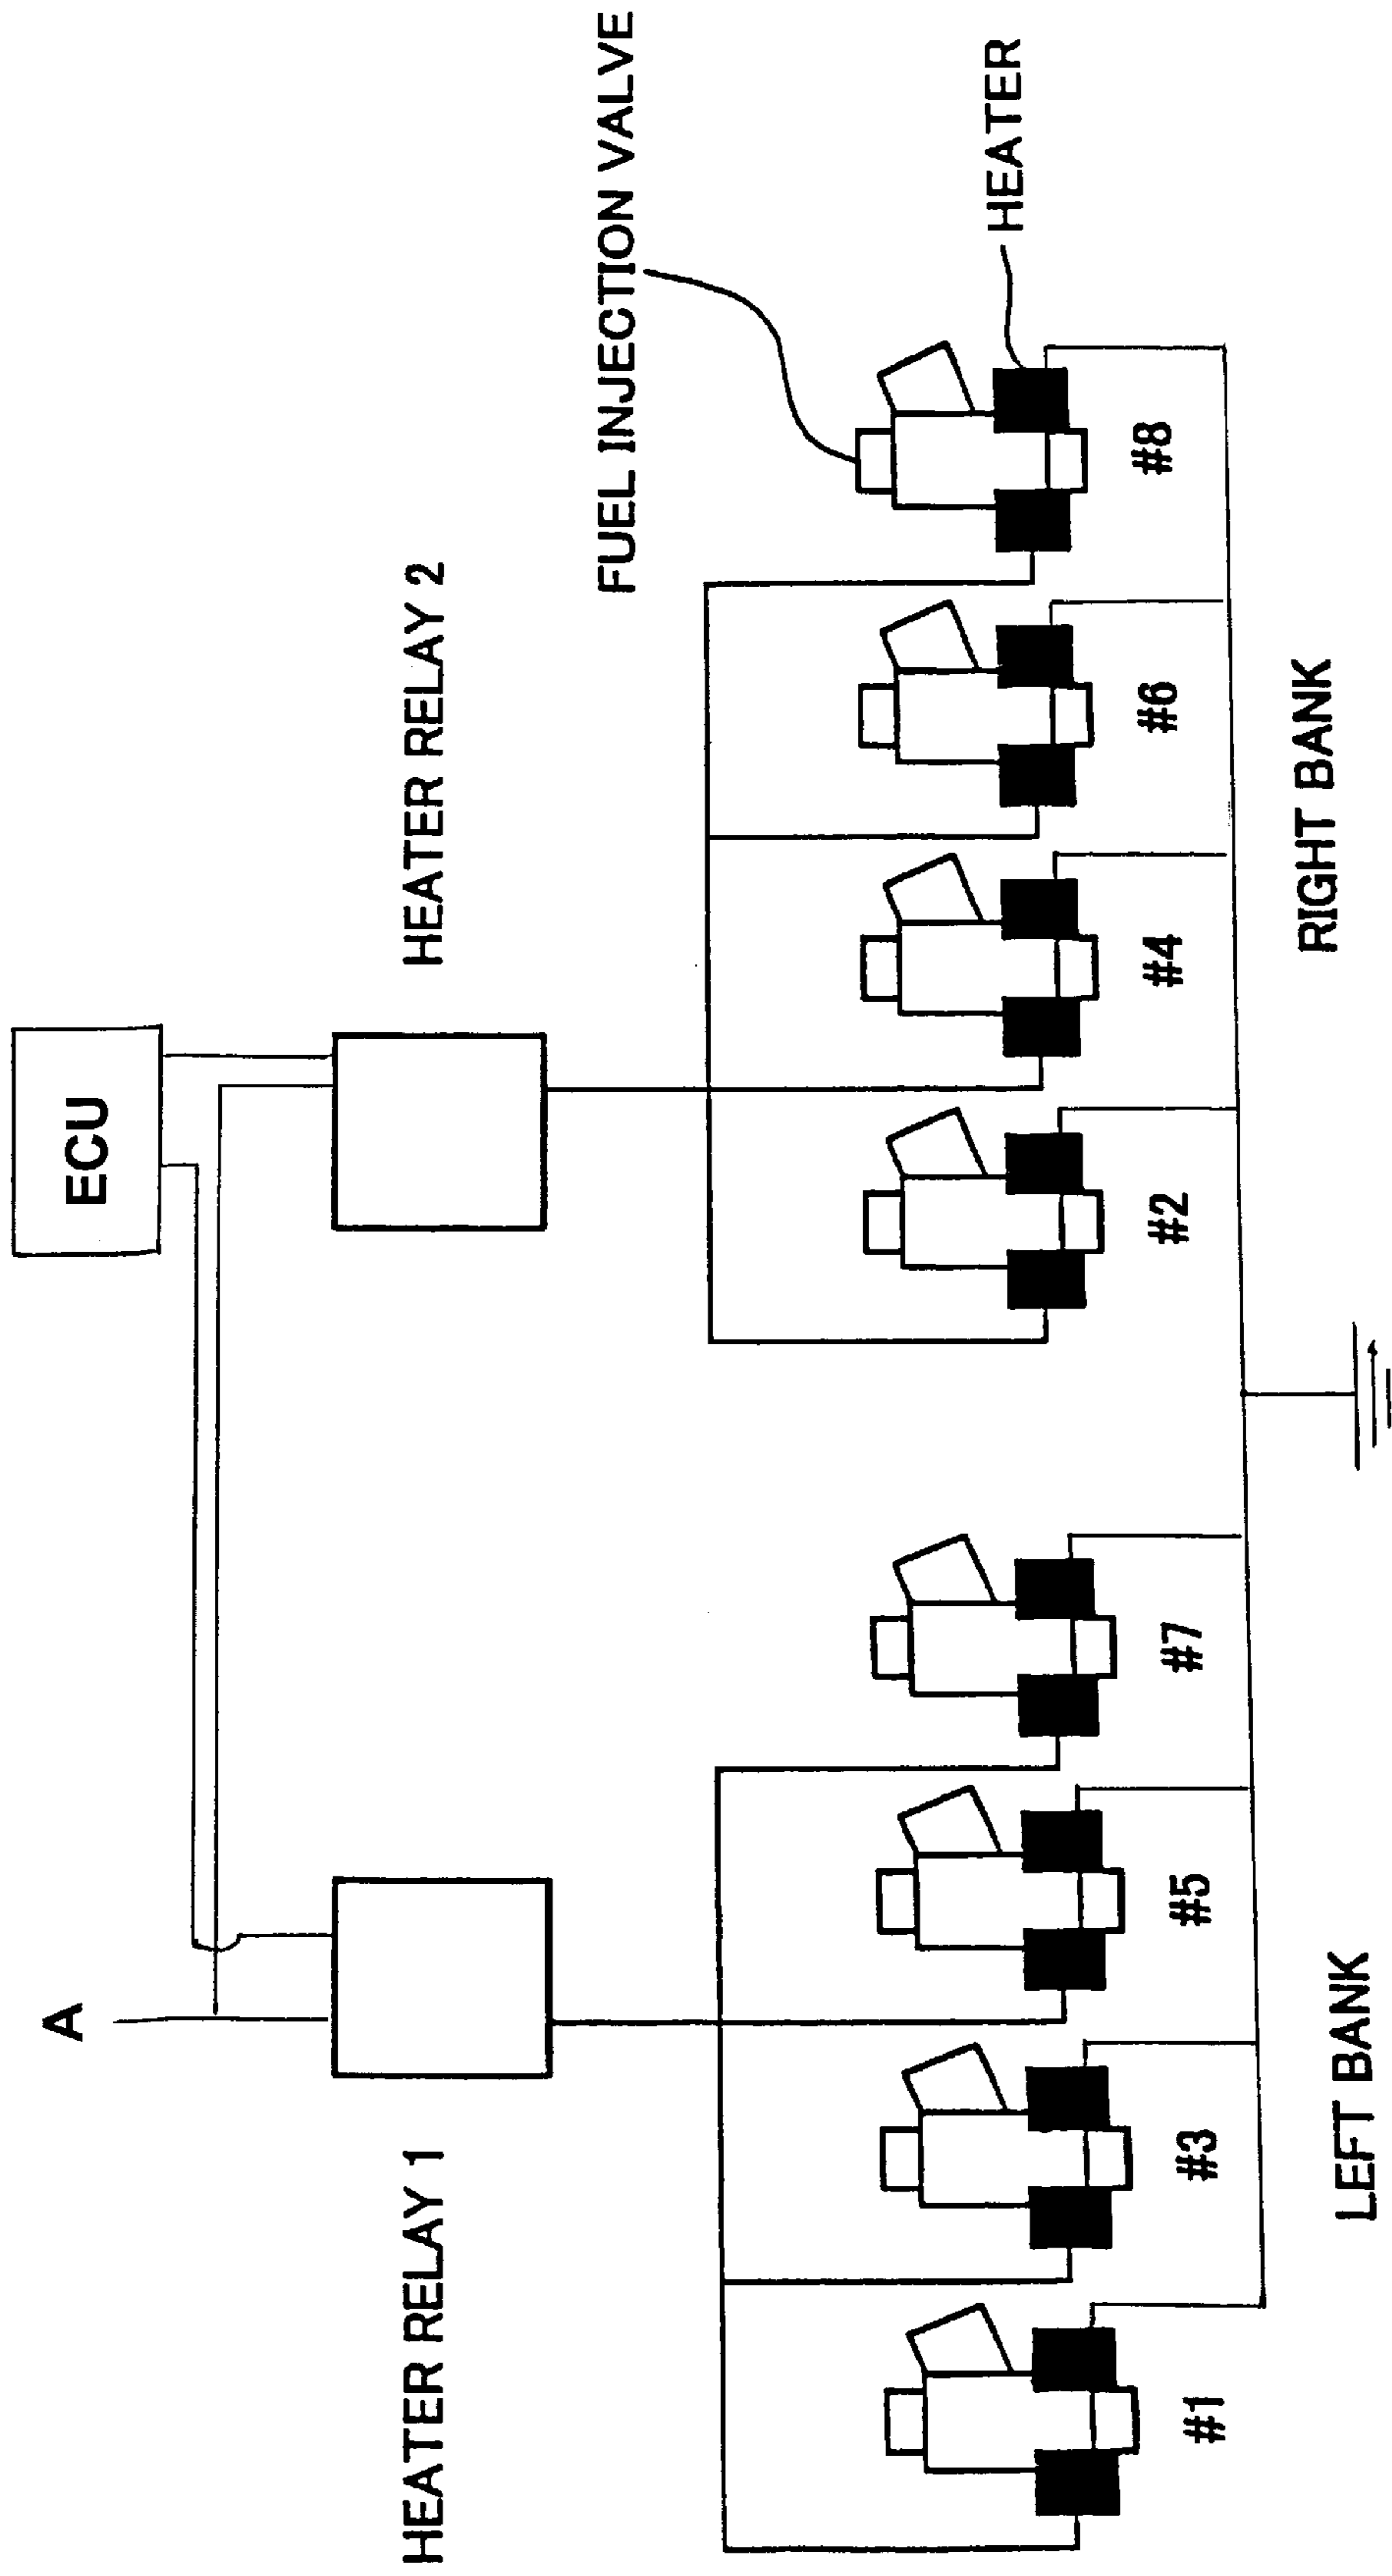 ECU
A
HEATER RELAY 1
HEATER RELAY 2
FUEL INJECTION VALVE
HEATER
#1
#3
#5
#7
#2
#4
#6
#8
LEFT BANK
RIGHT BANK